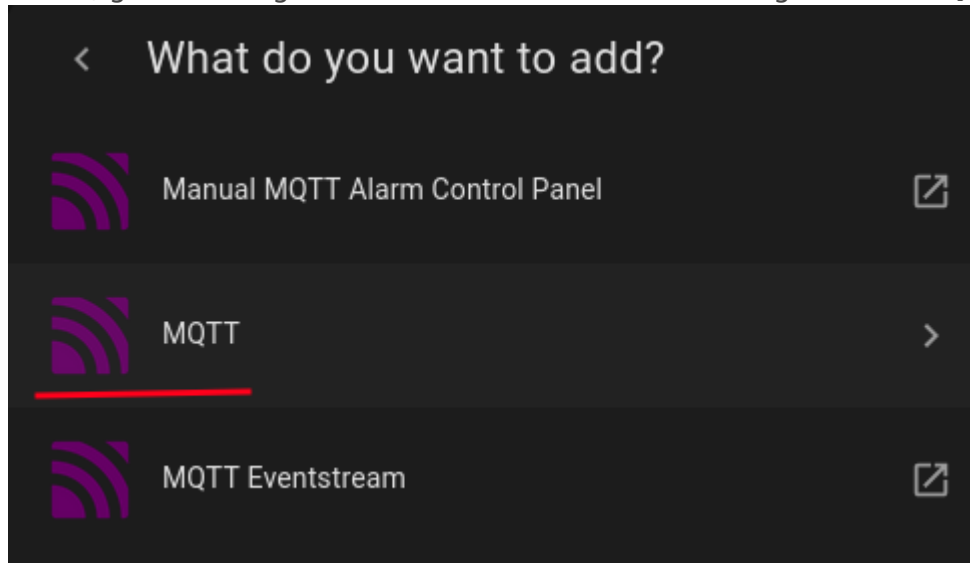 What do you want to add?
Manual MQTT Alarm Control Panel
MQTT
MQTT Eventstream